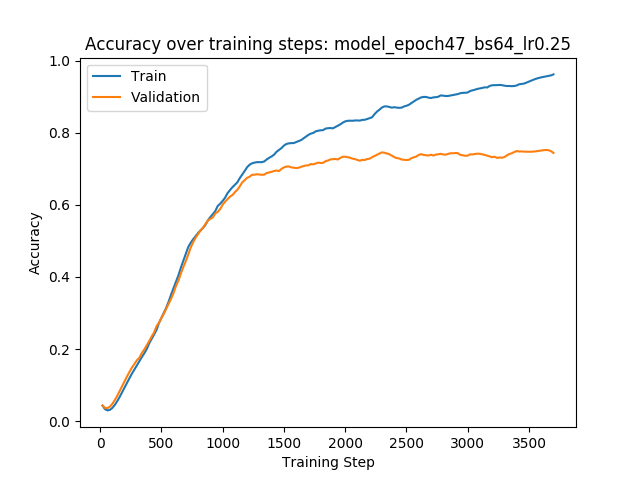 Accuracy over training steps: model_epoch47_bs64_lr0.25
Train
Validation
1.0
0.8
0.6
0.4
0.2
0.0
Accuracy
0 500 1000 1500 2000 2500 3000 3500
Training Step